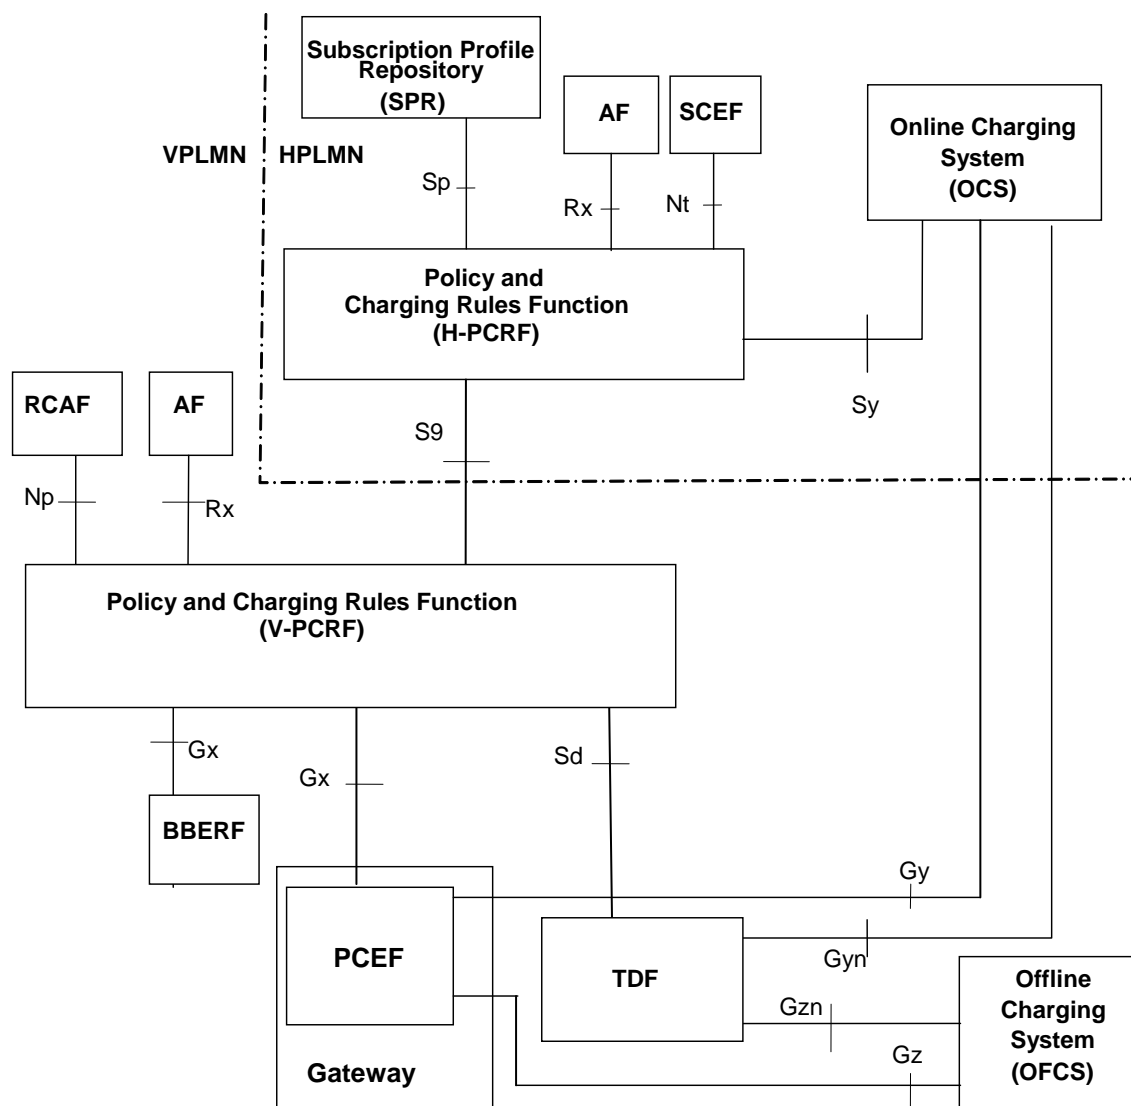 Subscription Profile
Repository
(SPR)
AF
SCEF
Online Charging
System
(OCS)
VPLMN
HPLMN
Sp
Rx
Nt
Policy and
Charging Rules Function
(H-PCRF)
Sy
RCAF
AF
S9
Np
Rx
Policy and Charging Rules Function
(V-PCRF)
Gx
Gx
Sd
BBERF
Gy
PCEF
TDF
Gyn
Gzn
Offline
Charging
System
(OFCS)
Gz
Gateway